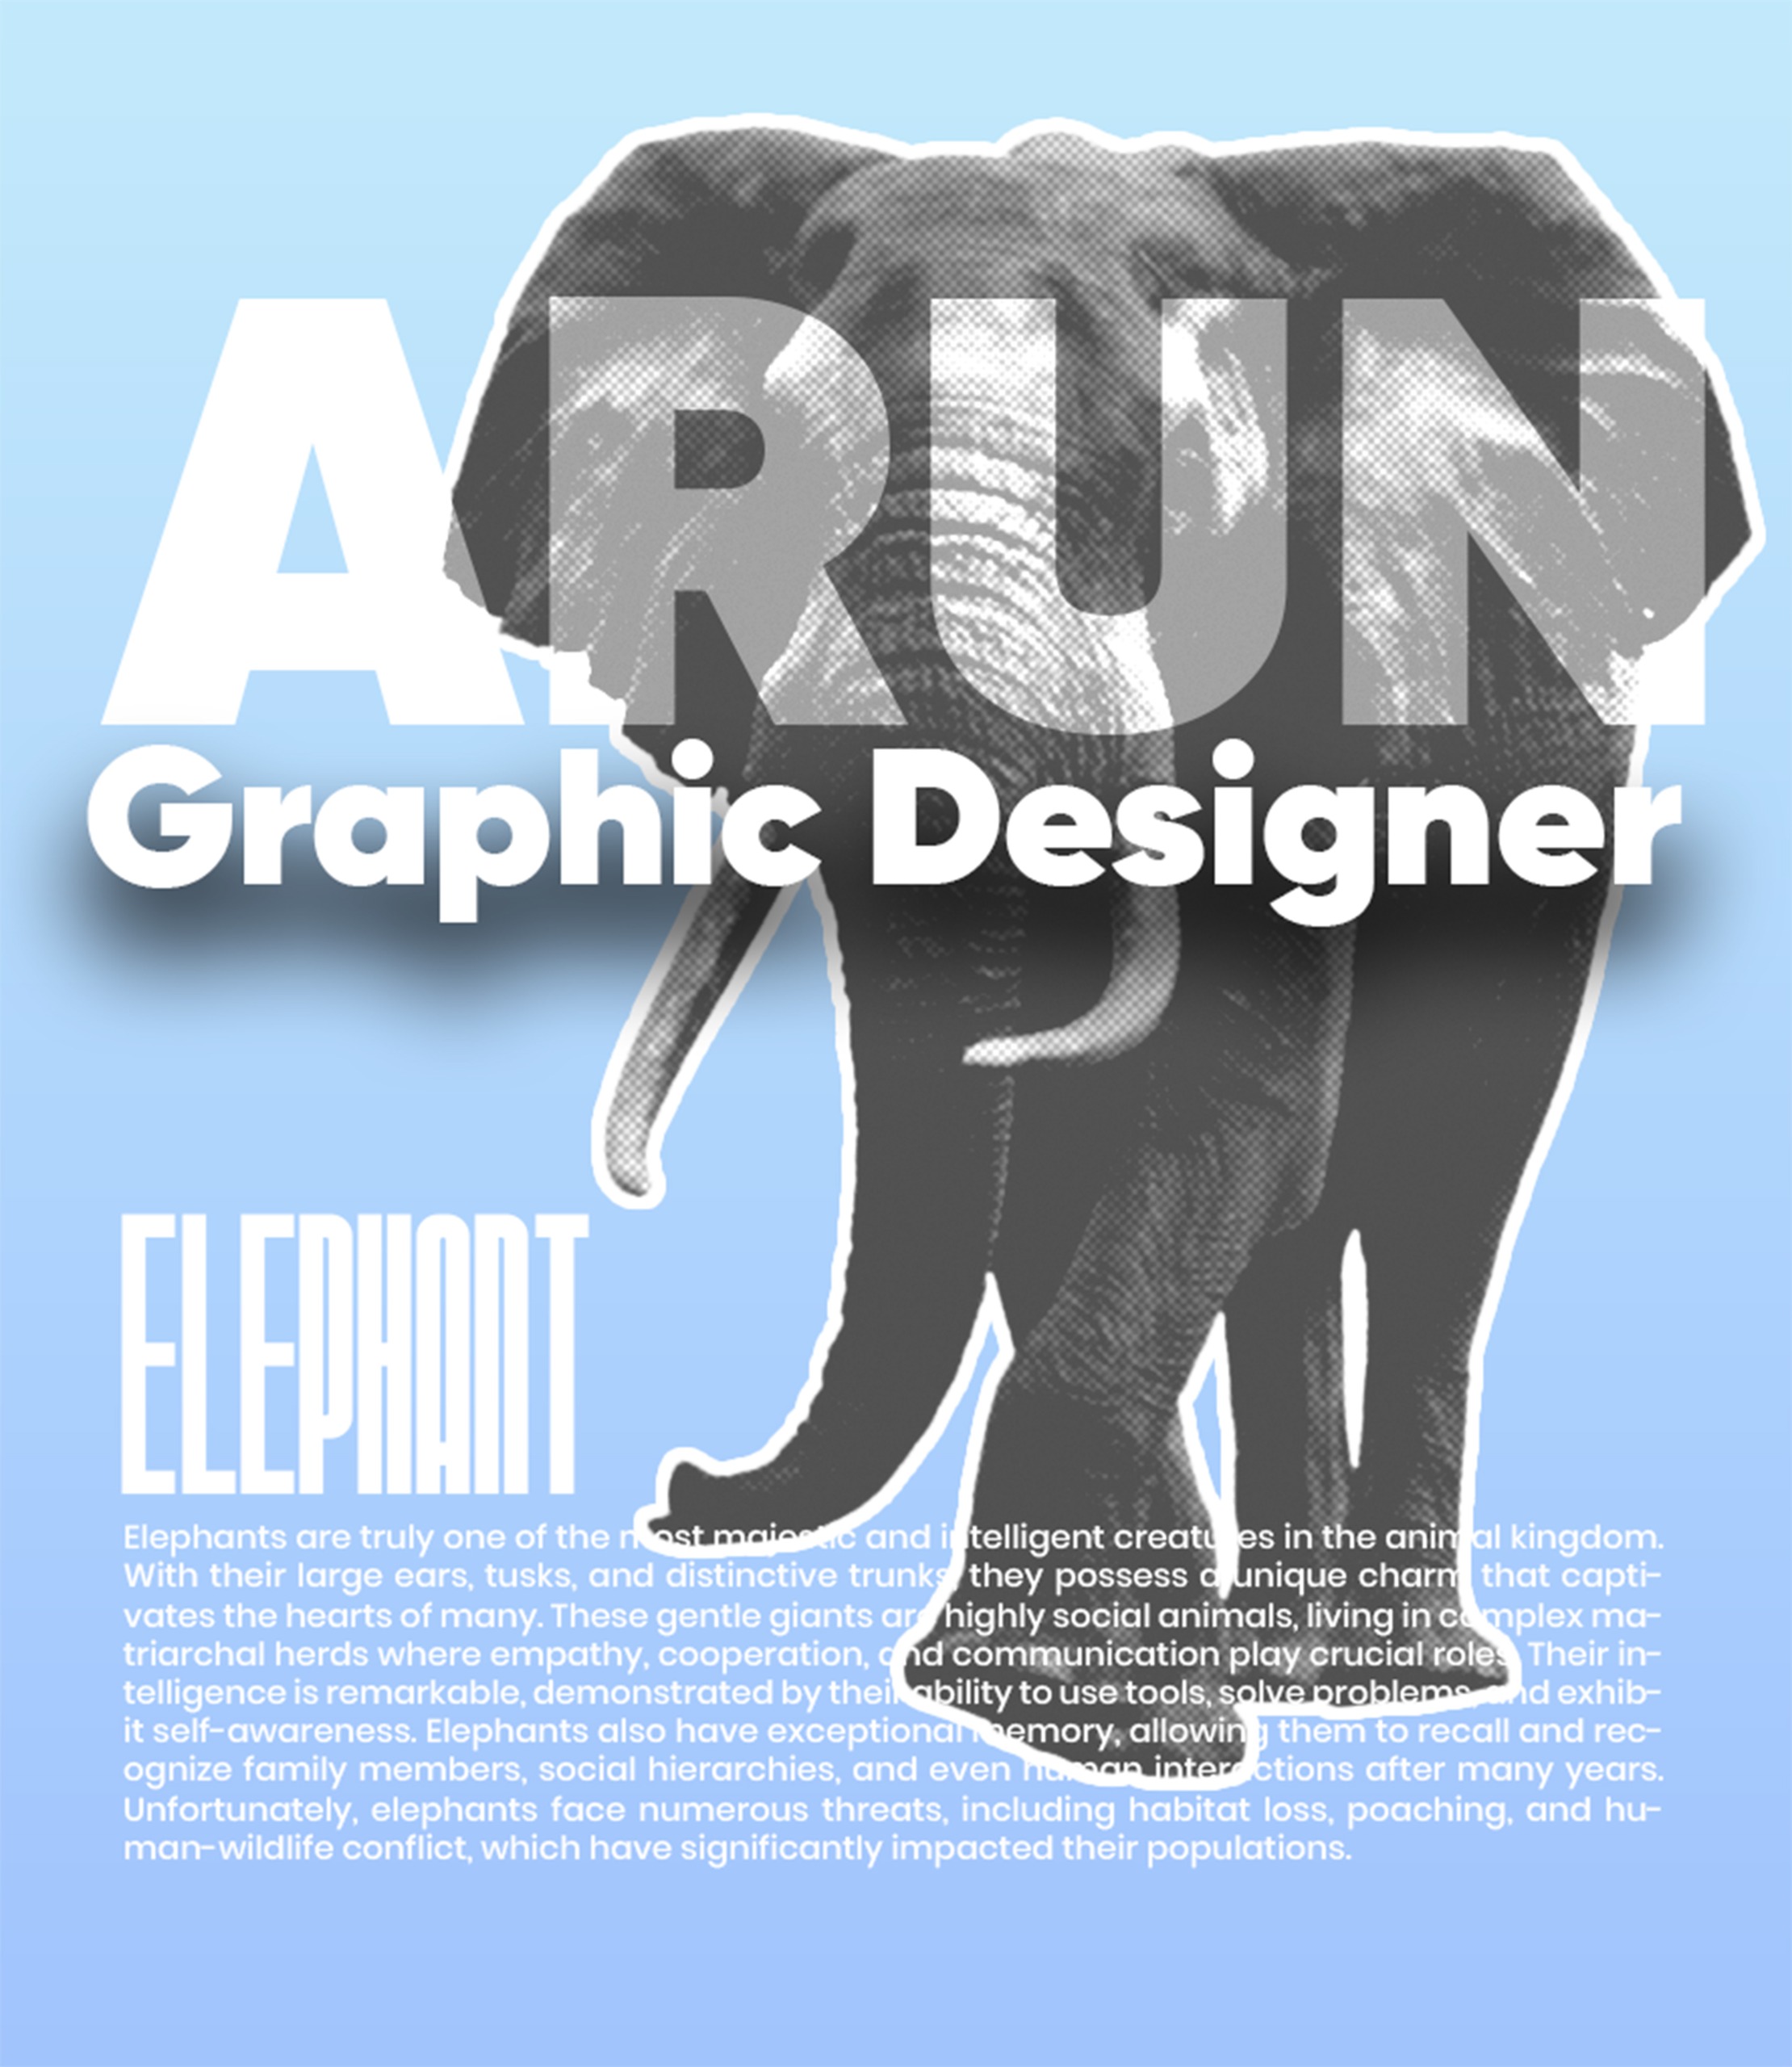 ARUN
Graphic Designer
ELEPHANT
Elephants are truly one of the most majestic and intelligent creatures in the animal kingdom.
With their large ears, tusks, and distinctive trunks, they possess a unique charm that capti-
vates the hearts of many. These gentle giants are highly social animals, living in complex ma-
triarchal herds where empathy, cooperation, and communication play crucial roles. Their in-
telligence is remarkable, demonstrated by their ability to use tools, solve problems, and exhib-
it self-awareness. Elephants also have exceptional memory, allowing them to recall and rec-
ognize family members, social hierarchies, and even human interactions after many years.
Unfortunately, elephants face numerous threats, including habitat loss, poaching, and hu-
man-wildlife conflict, which have significantly impacted their populations.